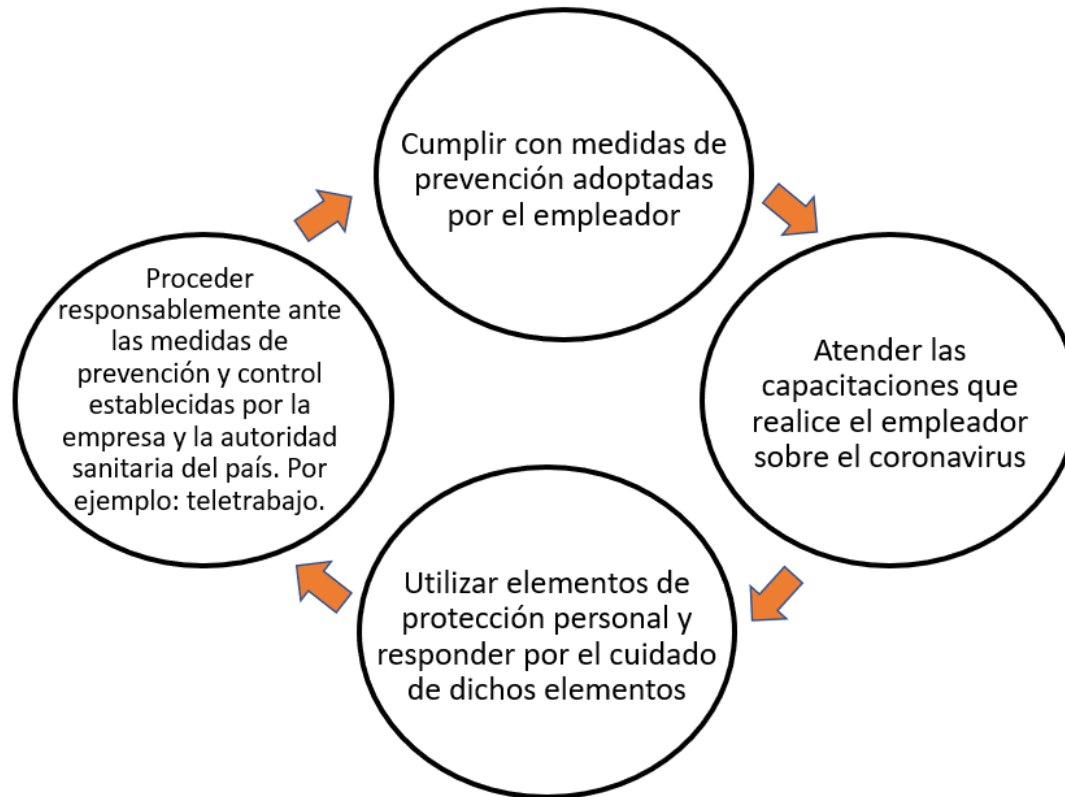 Cumplir con medidas de
prevención adoptadas
por el empleador
Atender las
capacitaciones que
realice el empleador
sobre el coronavirus
Utilizar elementos de
protección personal y
responder por el cuidado
de dichos elementos
Proceder
responsablemente ante
las medidas de
prevención y control
establecidas por la
empresa y la autoridad
sanitaria del país. Por
ejemplo: teletrabajo.